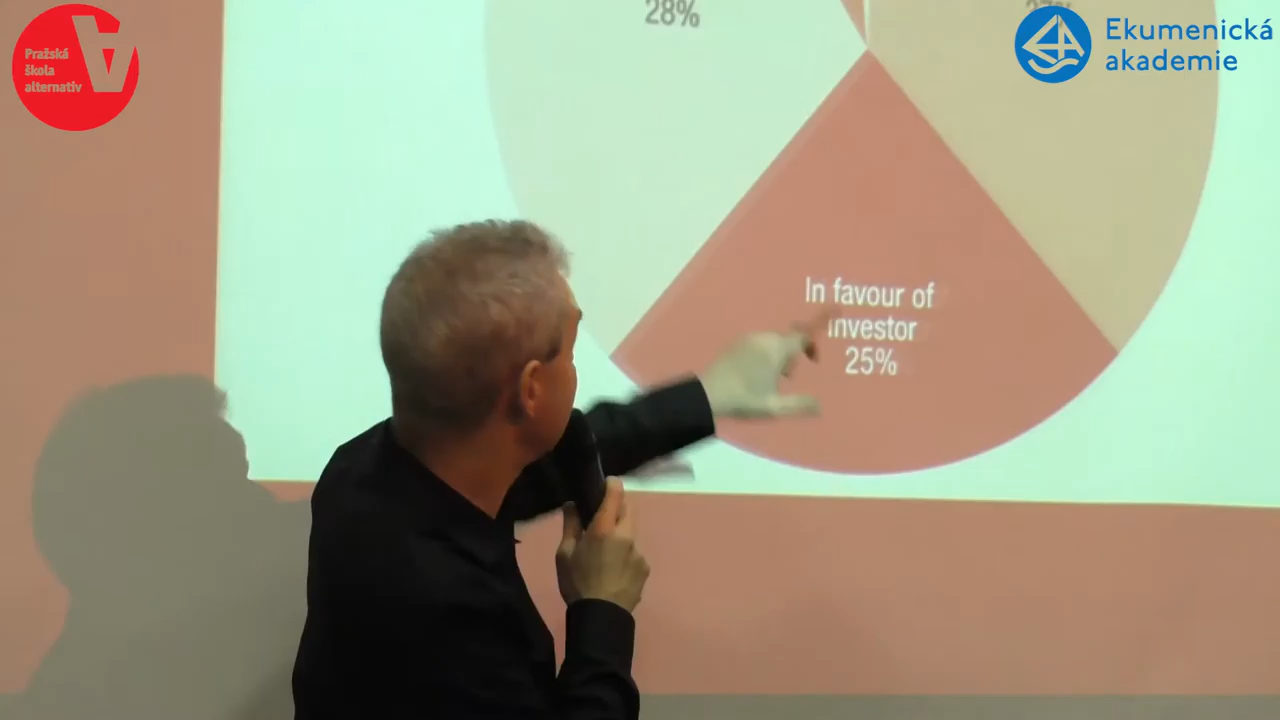 Pražská
škola
alternativ
Ekumenická
akademie
28%
In favour of
investor
25%